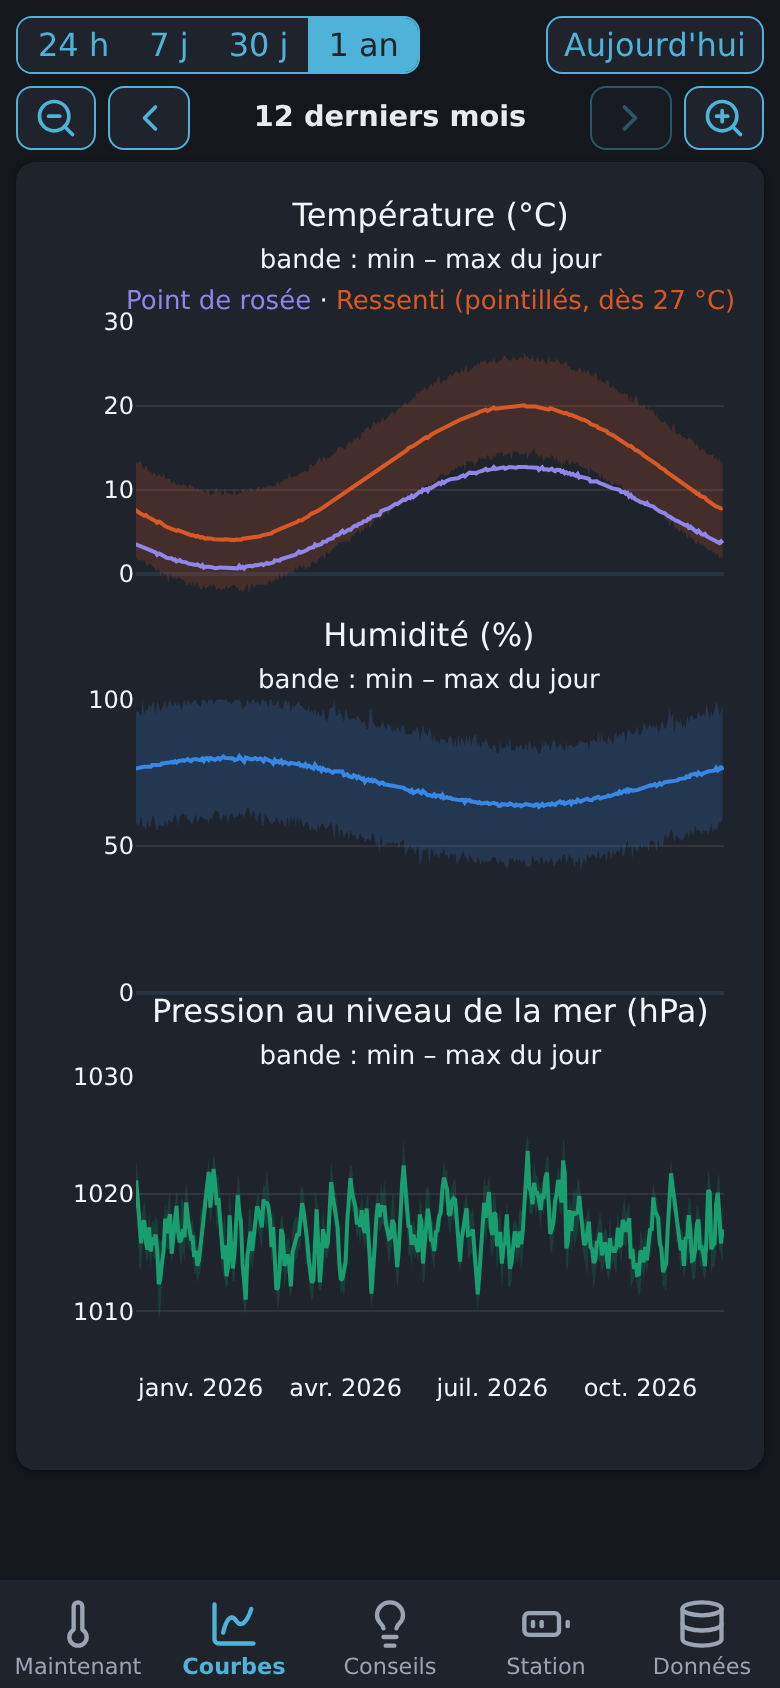 24 h 7 j 30 j 1 an Aujourd'hui
12 derniers mois
Température (°C)
bande : min – max du jour
Point de rosée · Ressenti (pointillés, dès 27 °C)
30
20
10
0
Humidité (%)
bande : min – max du jour
100
50
0
Pression au niveau de la mer (hPa)
bande : min – max du jour
1030
1020
1010
janv. 2026 avr. 2026 juil. 2026 oct. 2026
Maintenant Courbes Conseils Station Données